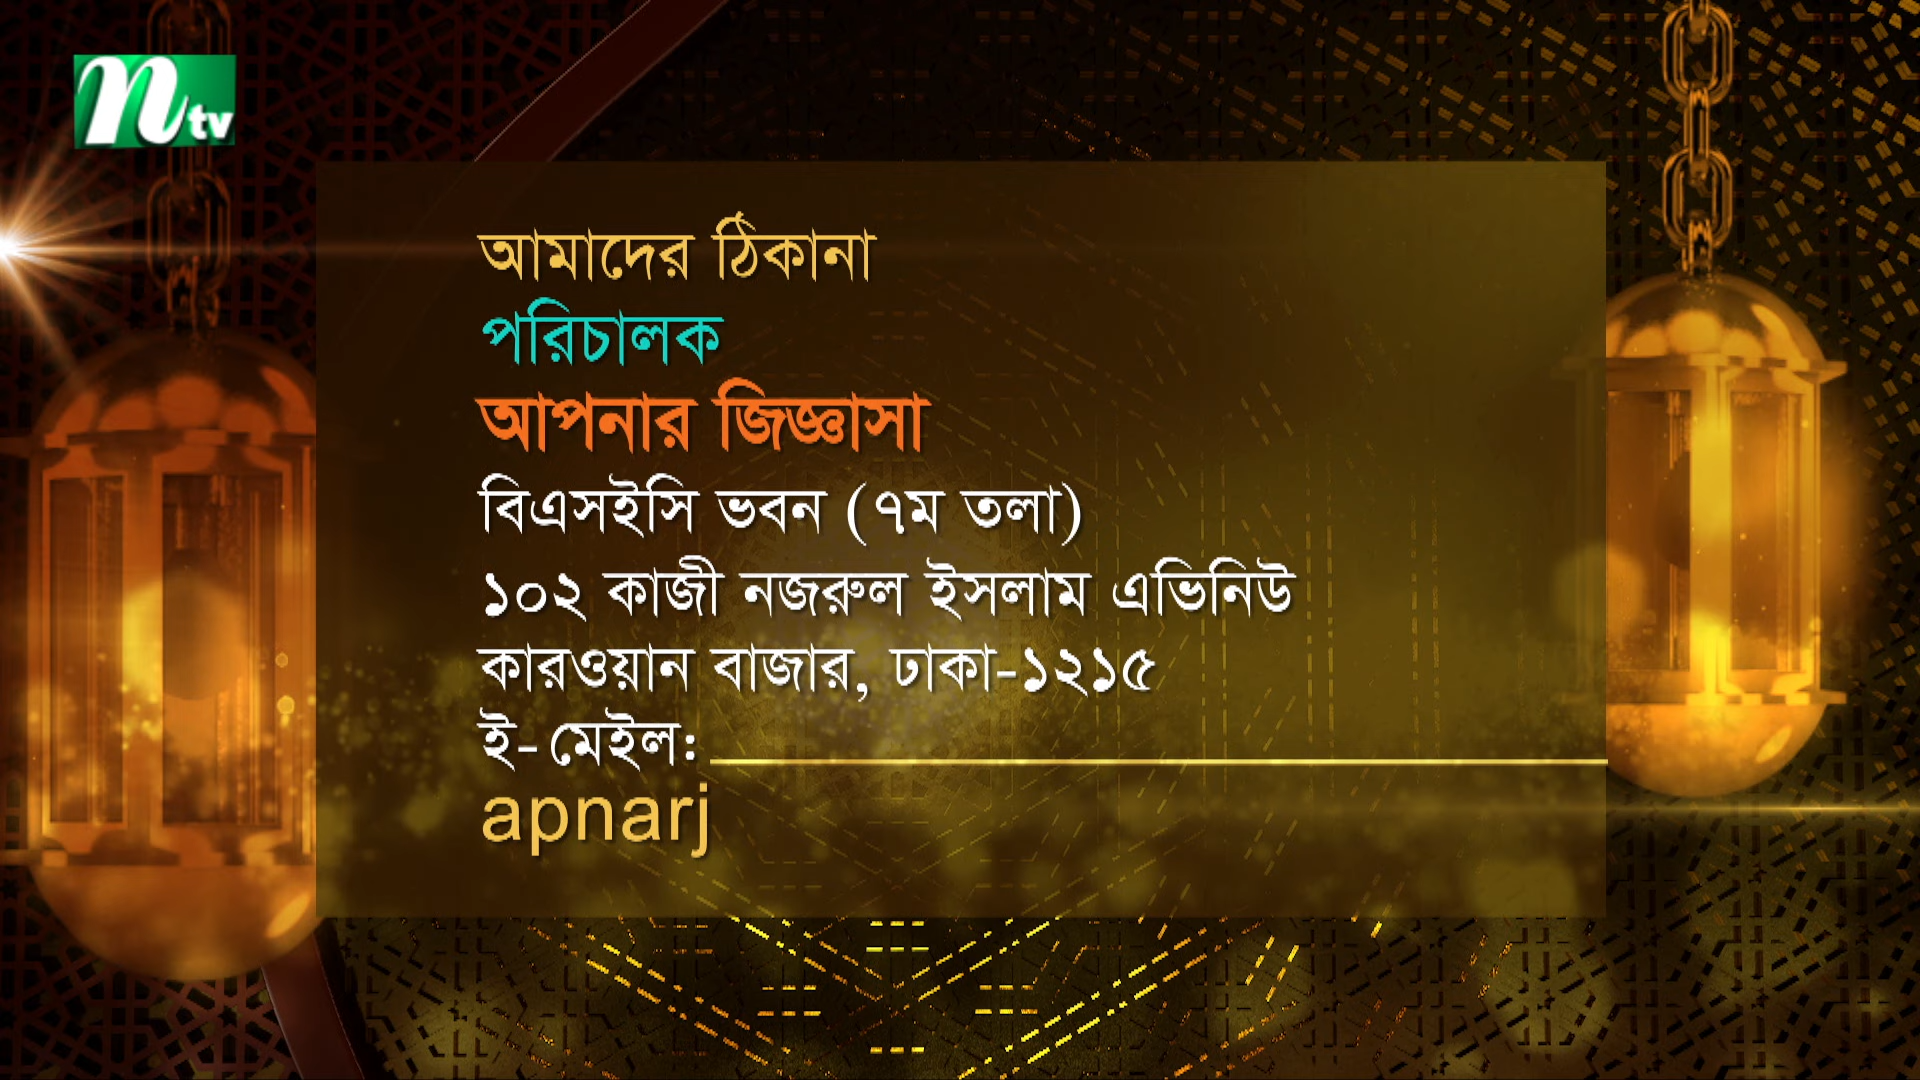 ntv
আমাদের ঠিকানা
পরিচালক
আপনার জিজ্ঞাসা
বিএসইসি ভবন (৭ম তলা)
১০২ কাজী নজরুল ইসলাম এভিনিউ
কারওয়ান বাজার, ঢাকা-১২১৫
ই-মেইল:
apnarj